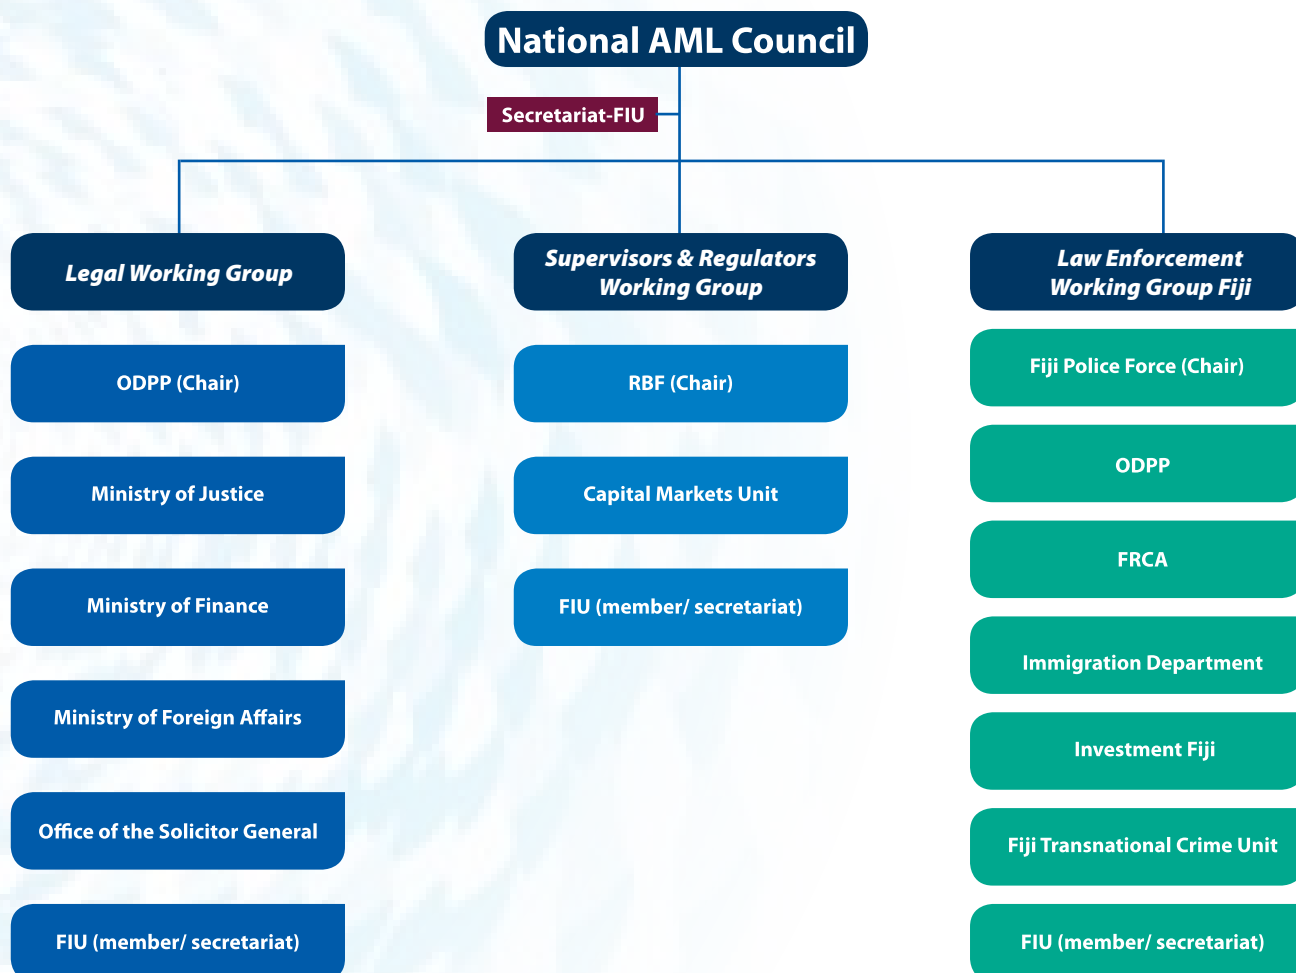 National AML Council
Secretariat-FIU
Legal Working Group
ODPP (Chair)
Ministry of Justice
Ministry of Finance
Ministry of Foreign Affairs
Office of the Solicitor General
FIU (member/ secretariat)
Supervisors & Regulators
Working Group
RBF (Chair)
Capital Markets Unit
FIU (member/ secretariat)
Law Enforcement
Working Group Fiji
Fiji Police Force (Chair)
ODPP
FRCA
Immigration Department
Investment Fiji
Fiji Transnational Crime Unit
FIU (member/ secretariat)